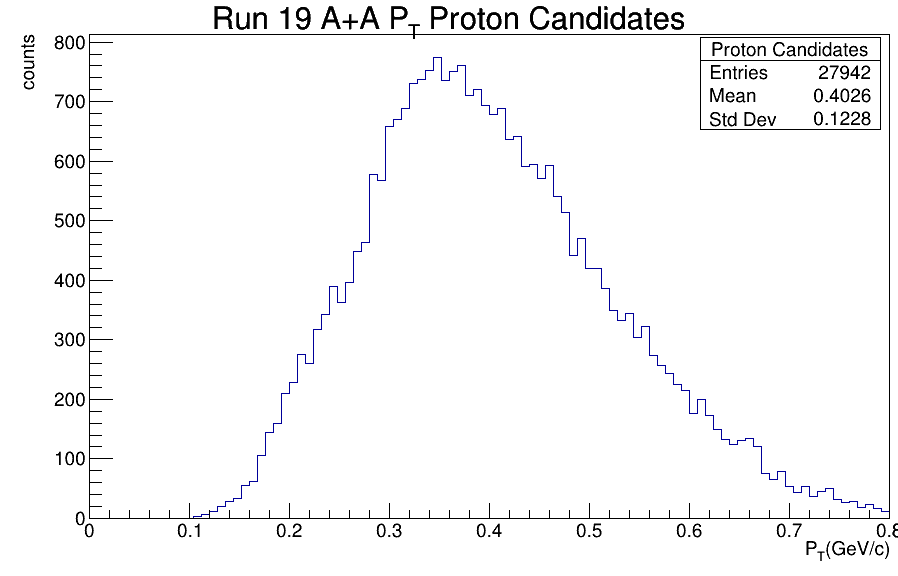 Run 19 A+A P_T Proton Candidates
counts
Proton Candidates
Entries 27942
Mean 0.4026
Std Dev 0.1228
800
700
600
500
400
300
200
100
0
0 0.1 0.2 0.3 0.4 0.5 0.6 0.7 0.8
P_T(GeV/c)